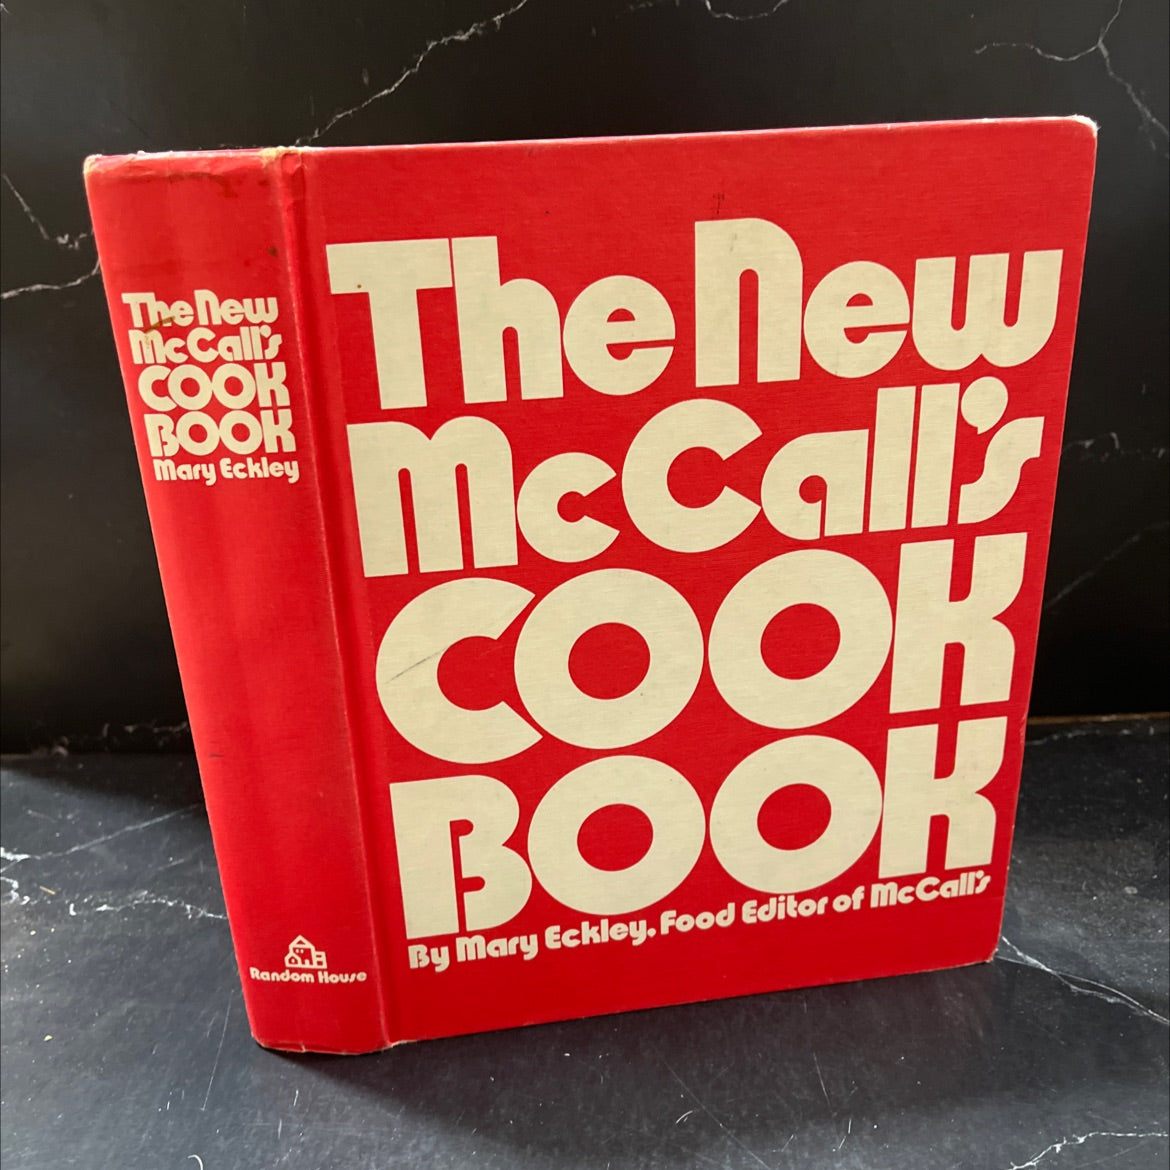 The New
McCall's
COOK
BOOK
Mary Eckley
Random House
The New
McCall's
COOK
BOOK
By Mary Eckley, Food Editor of McCall's